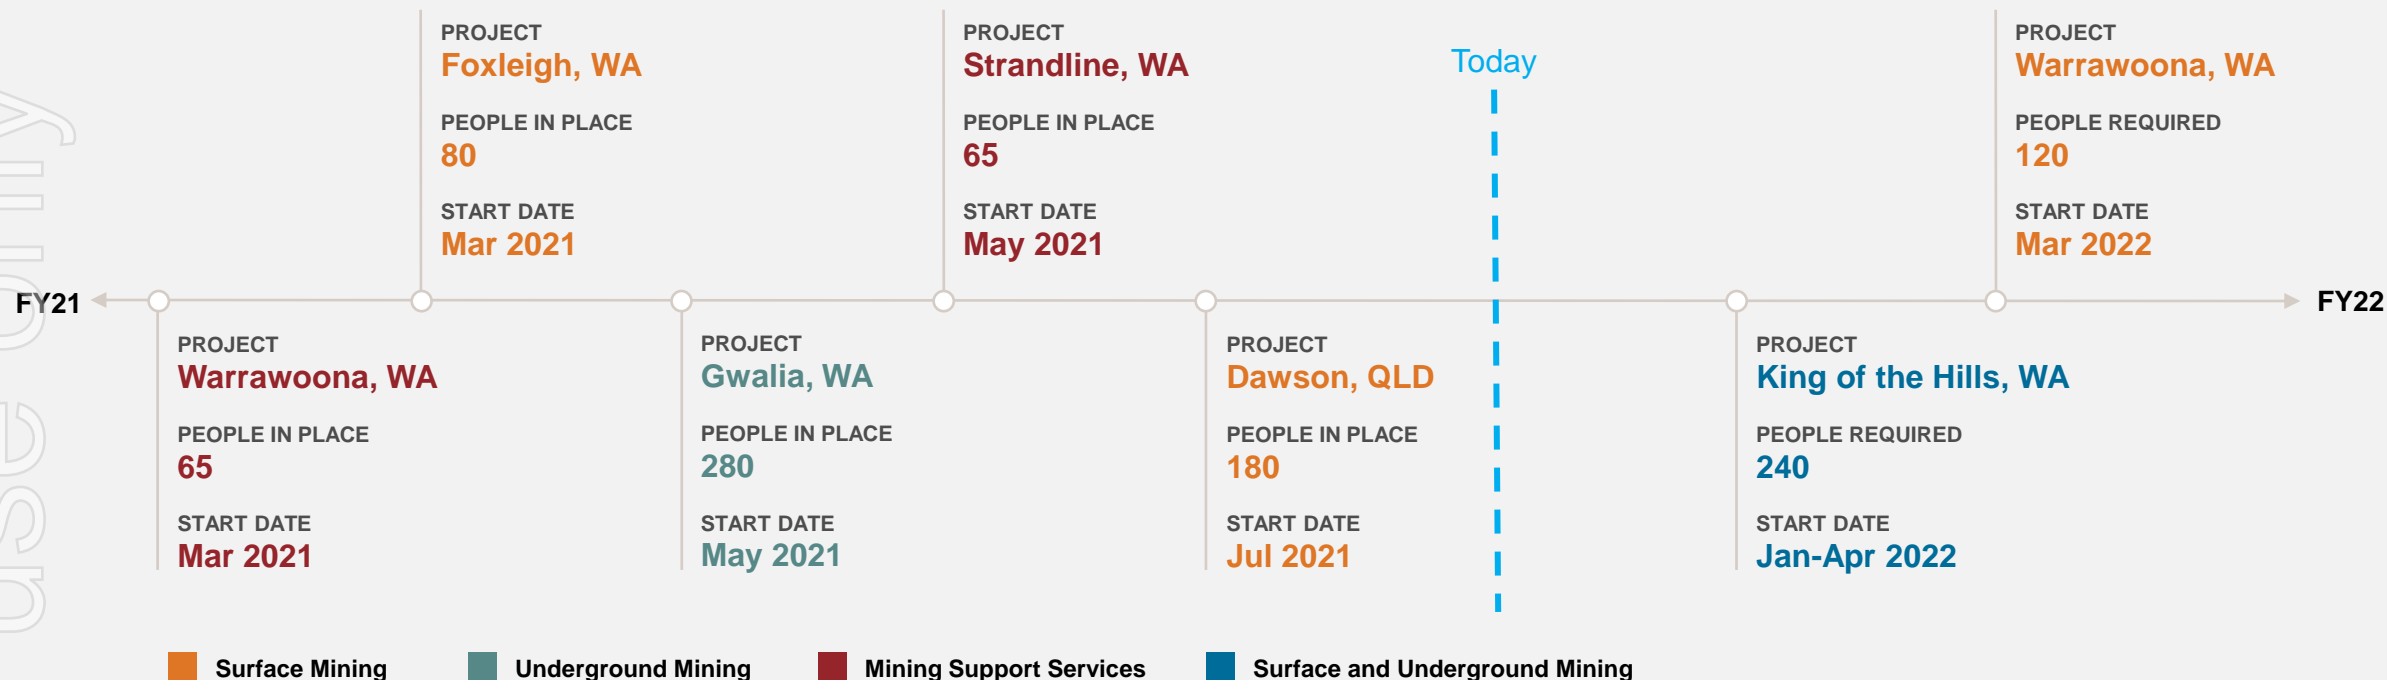 PROJECT
Foxleigh, WA
PEOPLE IN PLACE
80
START DATE
Mar 2021
PROJECT
Strandline, WA
PEOPLE IN PLACE
65
START DATE
May 2021
Today
PROJECT
Warrawoona, WA
PEOPLE REQUIRED
120
START DATE
Mar 2022
FY21
FY22
PROJECT
Warrawoona, WA
PEOPLE IN PLACE
65
START DATE
Mar 2021
PROJECT
Gwalia, WA
PEOPLE IN PLACE
280
START DATE
May 2021
PROJECT
Dawson, QLD
PEOPLE IN PLACE
180
START DATE
Jul 2021
PROJECT
King of the Hills, WA
PEOPLE REQUIRED
240
START DATE
Jan-Apr 2022
Surface Mining
Underground Mining
Mining Support Services
Surface and Underground Mining
use only